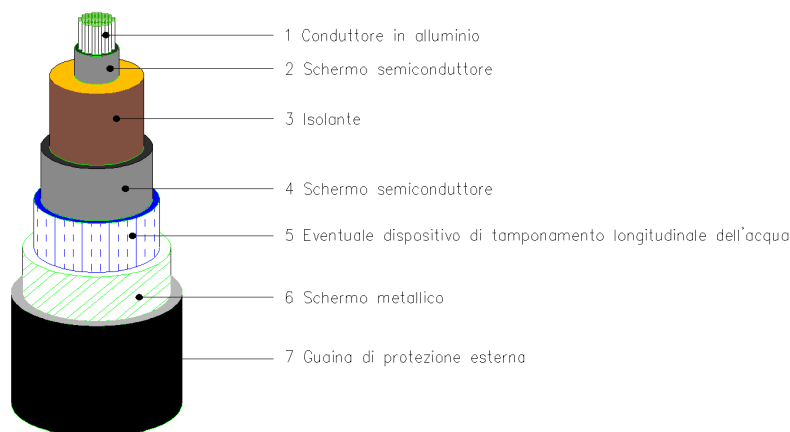 1 Conduttore in alluminio
2 Schermo semiconduttore
3 Isolante
4 Schermo semiconduttore
5 Eventuale dispositivo di tamponamento longitudinale dell'acqua
6 Schermo metallico
7 Guaina di protezione esterna